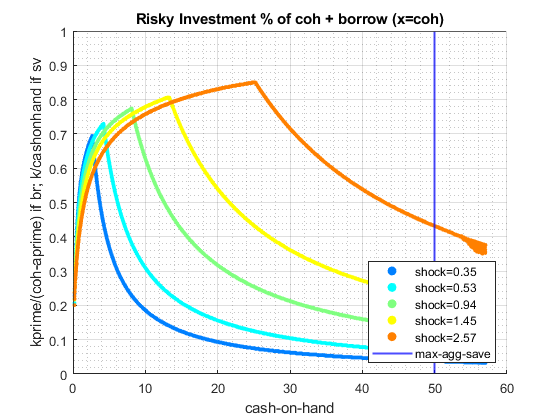 Risky Investment % of coh + borrow (x=coh)
kprime/(coh-aprime) if br; k/cashonhand if sv
1
0.9
0.8
0.7
0.6
0.5
0.4
0.3
0.2
0.1
0
0 10 20 30 40 50 60
cash-on-hand
shock=0.35
shock=0.53
shock=0.94
shock=1.45
shock=2.57
max-agg-save